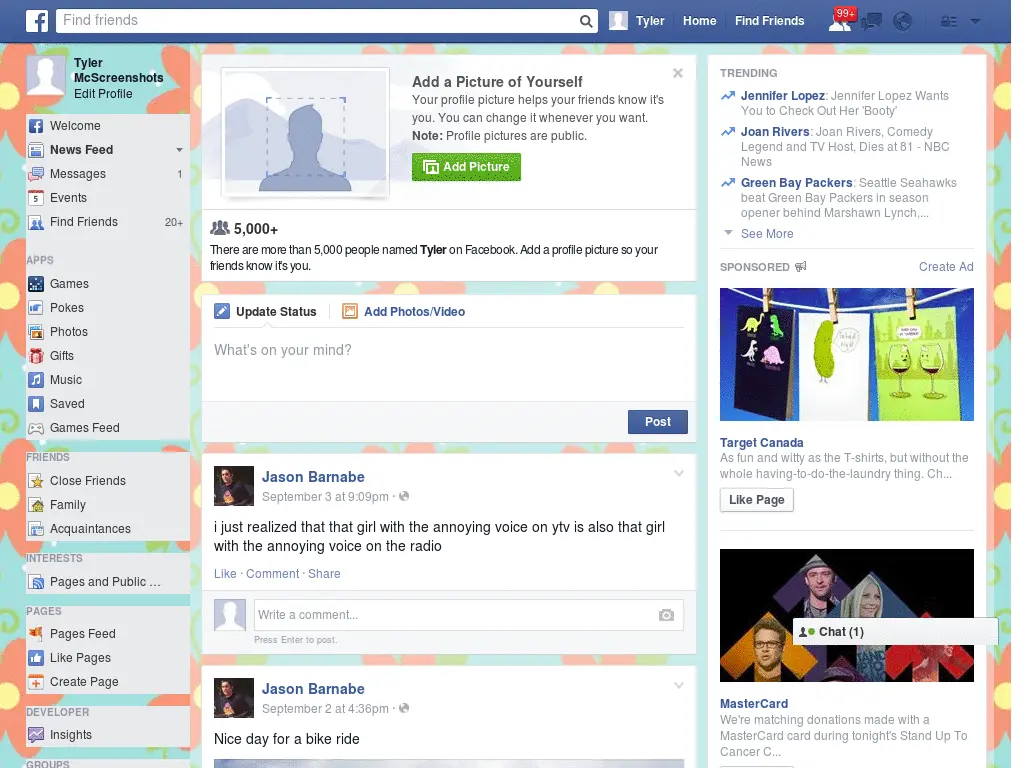 Find friends
Tyler
Home
Find Friends
99+
Tyler
McScreenshots
Edit Profile
Welcome
News Feed
Messages
1
5
Events
Find Friends
20+
APPS
Games
Pokes
Photos
Gifts
Music
Saved
Games Feed
FRIENDS
Close Friends
Family
Acquaintances
INTERESTS
Pages and Public ...
PAGES
Pages Feed
Like Pages
Create Page
DEVELOPER
Insights
GROUPS
Add a Picture of Yourself
Your profile picture helps your friends know it's
you. You can change it whenever you want.
Note: Profile pictures are public.
Add Picture
5,000+
There are more than 5,000 people named Tyler on Facebook. Add a profile picture so your
friends know it's you.
Update Status
Add Photos/Video
What's on your mind?
Post
Jason Barnabe
September 3 at 9:09pm ·
i just realized that that girl with the annoying voice on ytv is also that girl
with the annoying voice on the radio
Like · Comment · Share
Write a comment...
Press Enter to post.
Jason Barnabe
September 2 at 4:36pm ·
Nice day for a bike ride
TRENDING
Jennifer Lopez: Jennifer Lopez Wants
You to Check Out Her 'Booty'
Joan Rivers: Joan Rivers, Comedy
Legend and TV Host, Dies at 81 - NBC
News
Green Bay Packers: Seattle Seahawks
beat Green Bay Packers in season
opener behind Marshawn Lynch,...
See More
SPONSORED
Create Ad
Target Canada
As fun and witty as the T-shirts, but without the
whole having-to-do-the-laundry thing. Ch...
Like Page
Chat (1)
MasterCard
We're matching donations made with a
MasterCard card during tonight's Stand Up To
Cancer C...